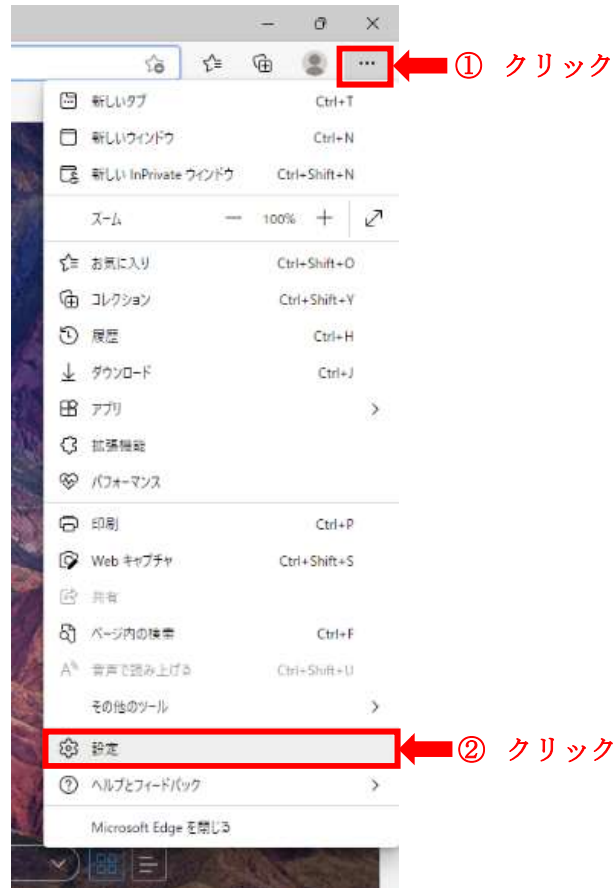 ① クリック
新しいタブ Ctrl+T
新しいウィンドウ Ctrl+N
新しい InPrivate ウィンドウ Ctrl+Shift+N
ズーム 100%
お気に入り Ctrl+Shift+O
コレクション Ctrl+Shift+Y
履歴 Ctrl+H
ダウンロード Ctrl+J
アプリ
拡張機能
パフォーマンス
印刷 Ctrl+P
Web キャプチャ Ctrl+Shift+S
共有
ページ内の検索 Ctrl+F
音声で読み上げる Ctrl+Shift+U
その他のツール
設定 ② クリック
ヘルプとフィードバック
Microsoft Edge を閉じる